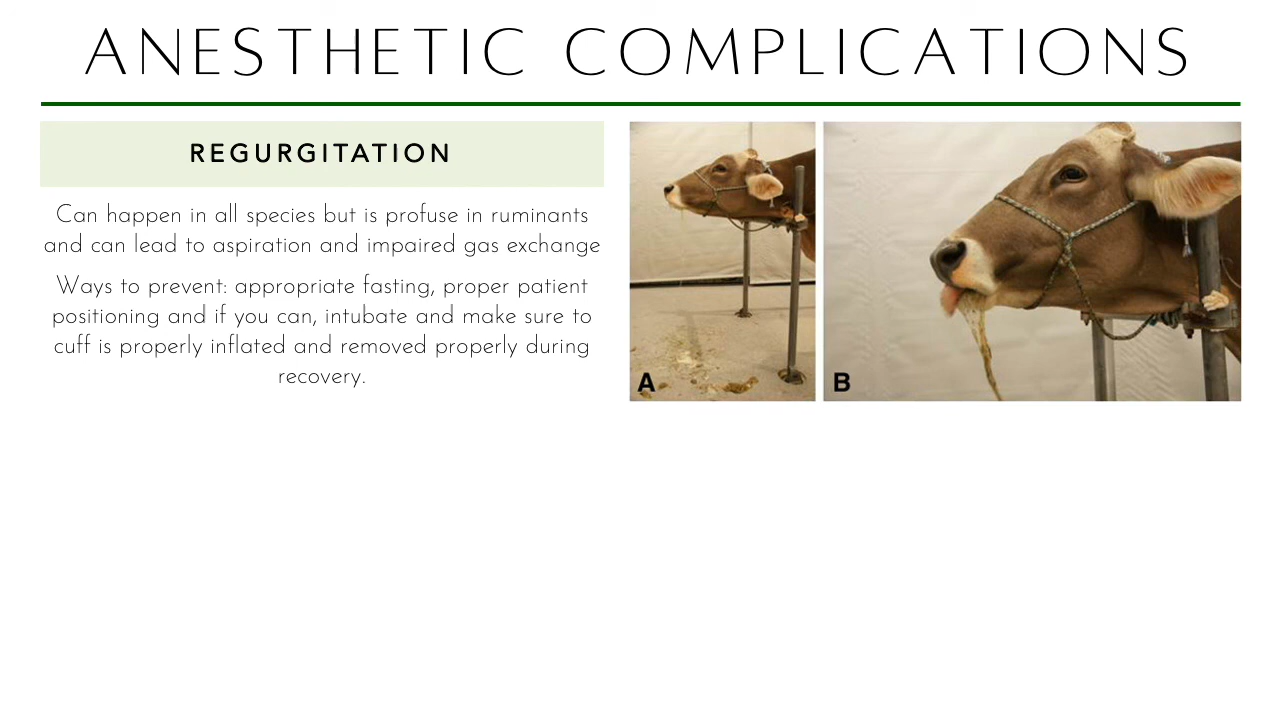 ANESTHETIC COMPLICATIONS
REGURGITATION
Can happen in all species but is profuse in ruminants
and can lead to aspiration and impaired gas exchange
Ways to prevent: appropriate fasting, proper patient
positioning and if you can, intubate and make sure to
cuff is properly inflated and removed properly during
recovery.
A
B